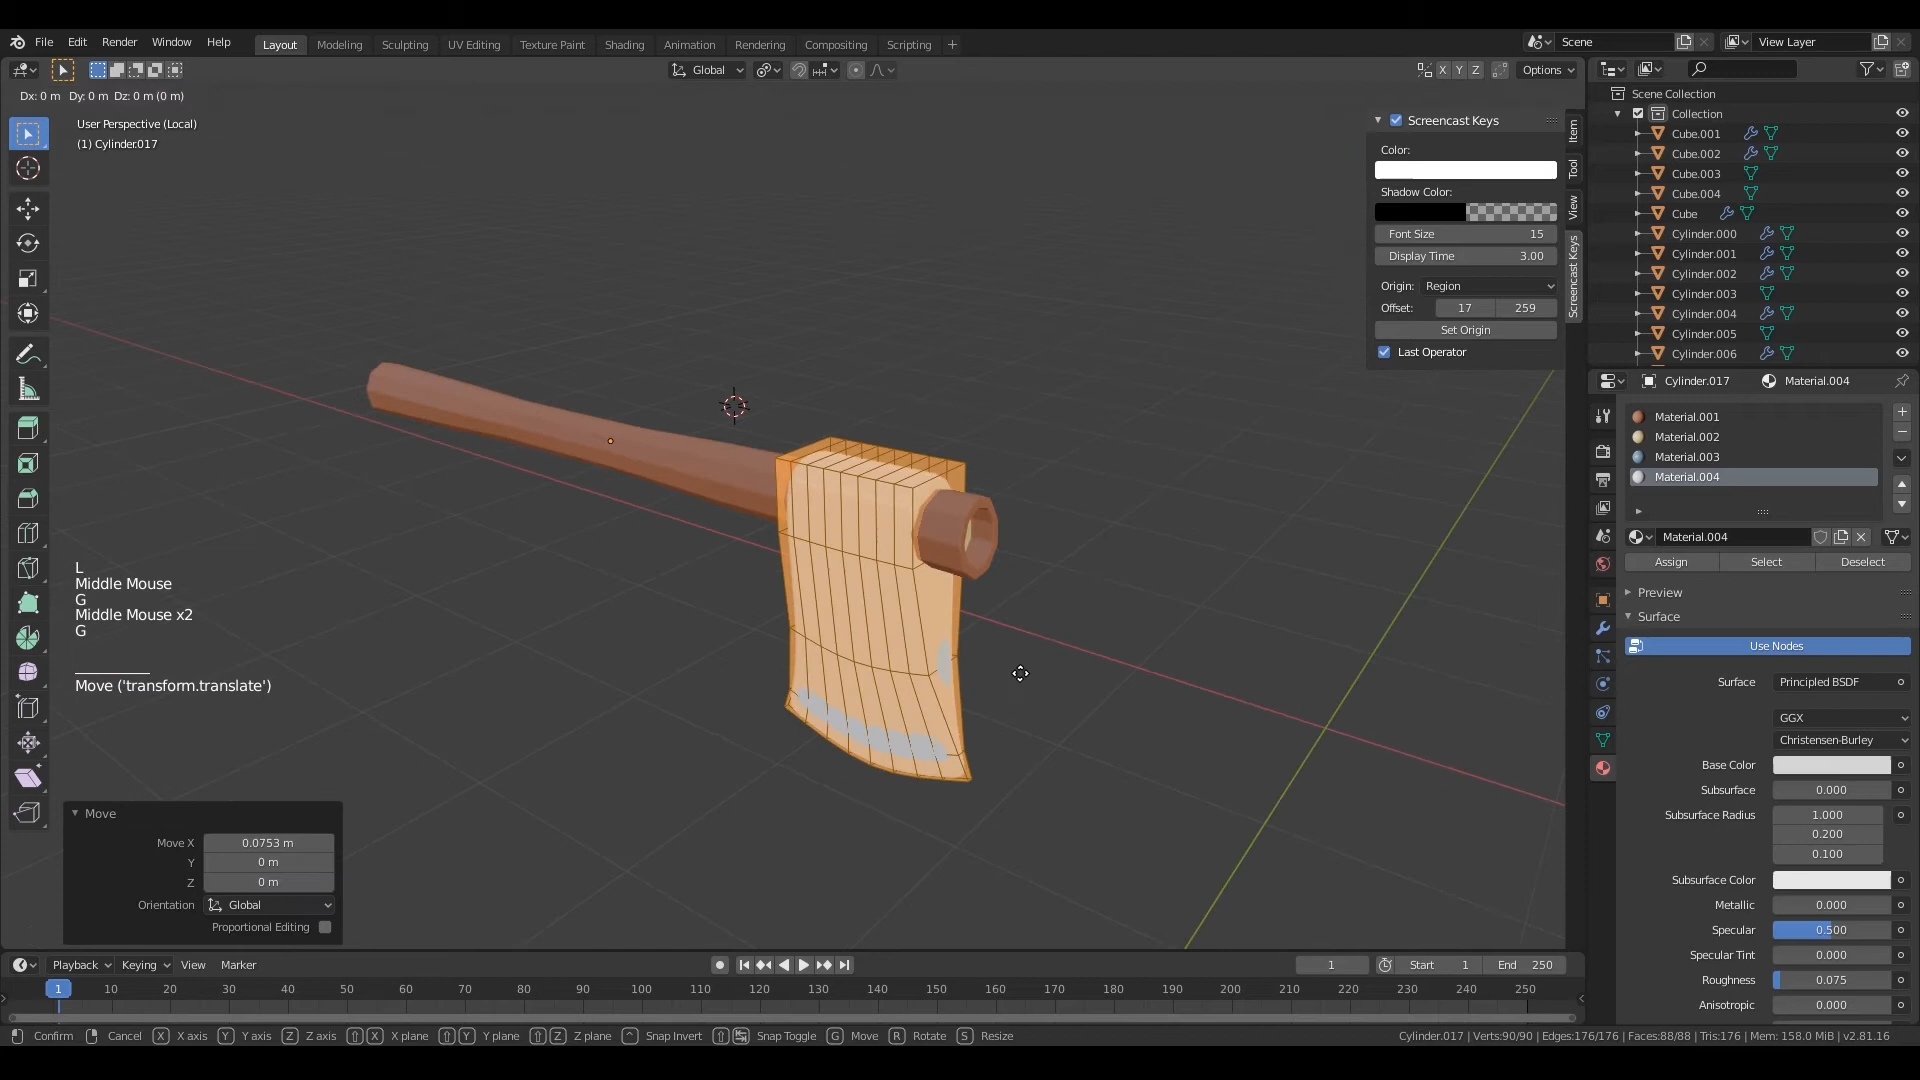 File Edit Render Window Help Layout Modeling Sculpting UV Editing Texture Paint Shading Animation Rendering Compositing Scripting + Scene View Layer
Global X Y Z Options
Dx: 0 m Dy: 0 m Dz: 0 m (0 m)
User Perspective (Local)
(1) Cylinder.017
Screencast Keys
Color:
Shadow Color:
Font Size 15
Display Time 3.00
Origin: Region
Offset: 17 259
Set Origin
Last Operator
Item
Tool
View
Screencast Keys
Scene Collection
Collection
Cube.001
Cube.002
Cube.003
Cube.004
Cube
Cylinder.000
Cylinder.001
Cylinder.002
Cylinder.003
Cylinder.004
Cylinder.005
Cylinder.006
Cylinder.017 Material.004
Material.001
Material.002
Material.003
Material.004
Material.004
Assign Select Deselect
Preview
Surface
Use Nodes
Surface Principled BSDF
GGX
Christensen-Burley
Base Color
Subsurface 0.000
Subsurface Radius 1.000
0.200
0.100
Subsurface Color
Metallic 0.000
Specular 0.500
Specular Tint 0.000
Roughness 0.075
Anisotropic 0.000
L
Middle Mouse
G
Middle Mouse x2
G
Move ('transform.translate')
Move
Move X 0.0753 m
Y 0 m
Z 0 m
Orientation Global
Proportional Editing
Playback Keying View Marker 1 Start 1 End 250
1 10 20 30 40 50 60 70 80 90 100 110 120 130 140 150 160 170 180 190 200 210 220 230 240 250
Confirm Cancel X X axis Y Y axis Z Z axis X X plane Y Y plane Z Z plane Snap Invert Snap Toggle G Move R Rotate S Resize Cylinder.017 | Verts:90/90 | Edges:176/176 | Faces:88/88 | Tris:176 | Mem: 158.0 MiB | v2.81.16